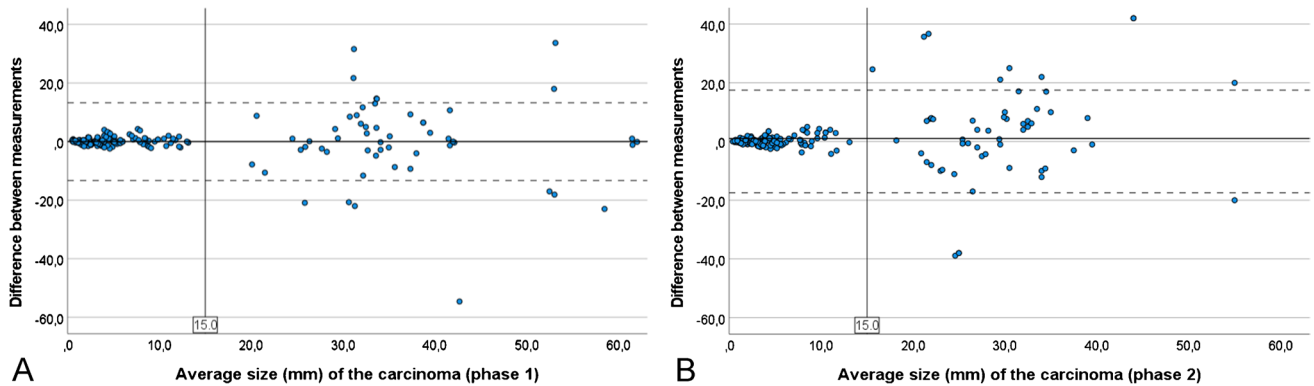 Difference between measurements
40,0
20,0
,0
-20,0
-40,0
-60,0
15.0
,0 10,0 20,0 30,0 40,0 50,0 60,0
Average size (mm) of the carcinoma (phase 1)
A
Difference between measurements
40,0
20,0
,0
-20,0
-40,0
-60,0
15.0
,0 10,0 20,0 30,0 40,0 50,0 60,0
Average size (mm) of the carcinoma (phase 2)
B